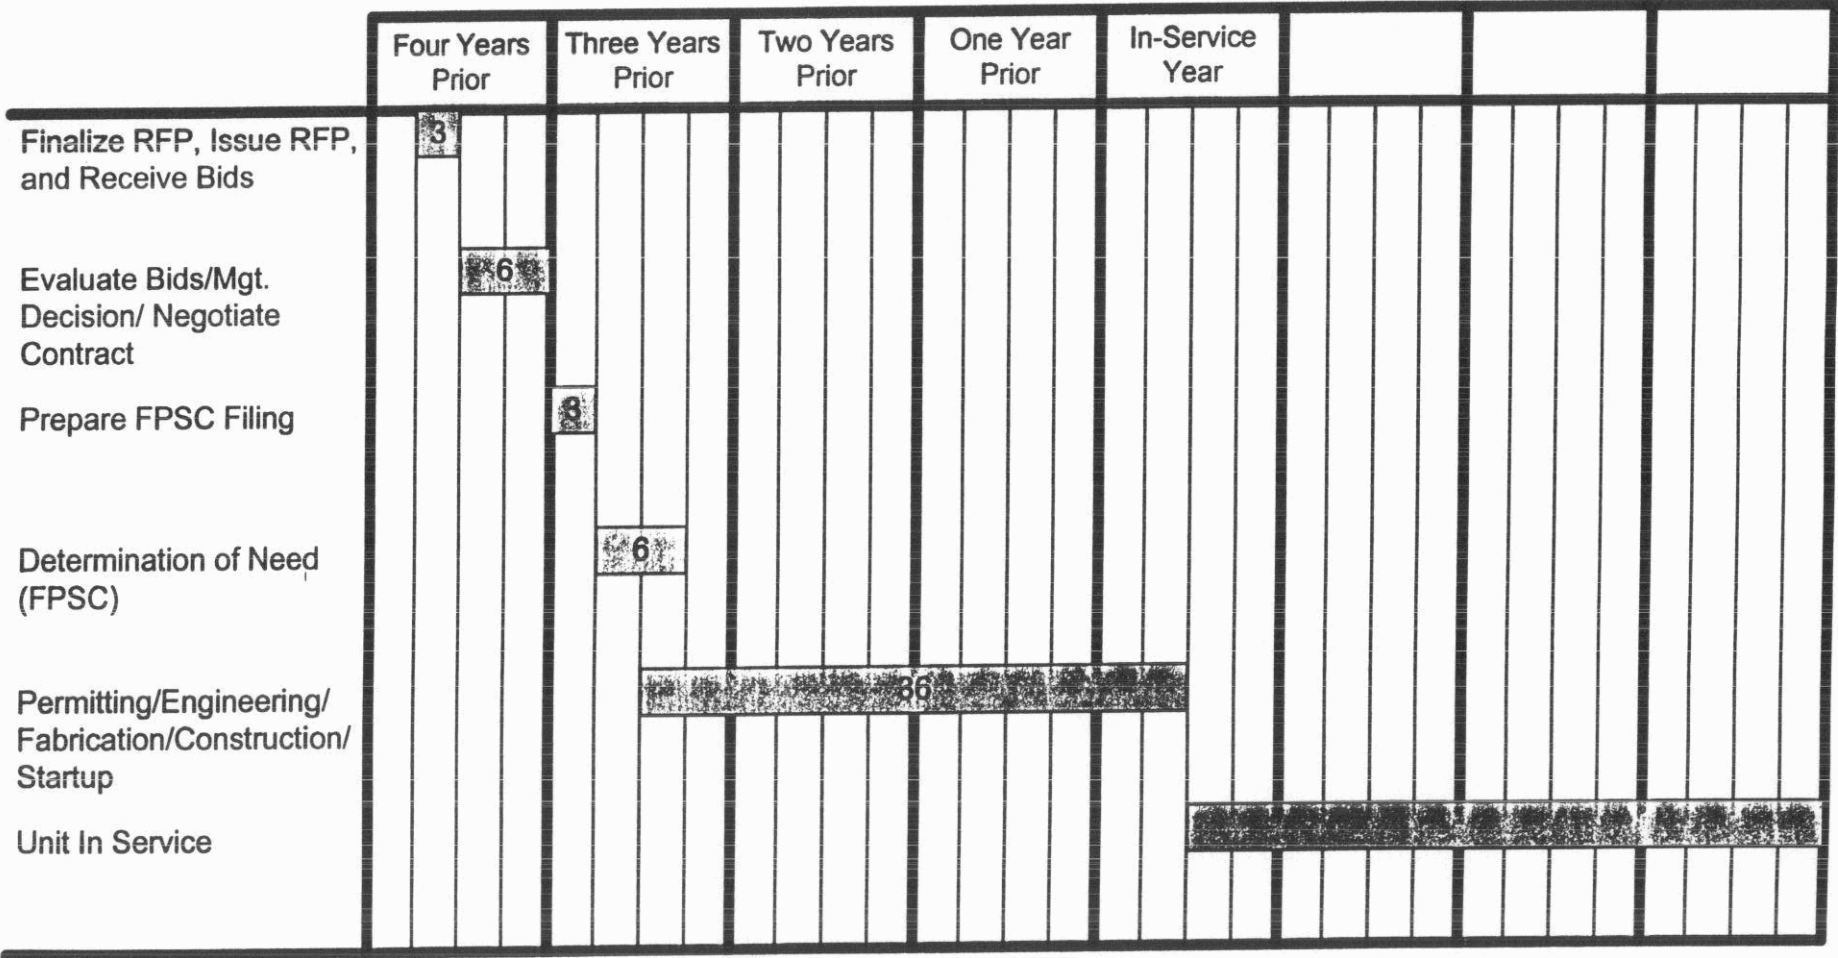 Four Years Prior
Three Years Prior
Two Years Prior
One Year Prior
In-Service Year
Finalize RFP, Issue RFP,
and Receive Bids
3
Evaluate Bids/Mgt.
Decision/ Negotiate
Contract
6
Prepare FPSC Filing
3
Determination of Need
(FPSC)
6
Permitting/Engineering/
Fabrication/Construction/
Startup
36
Unit In Service